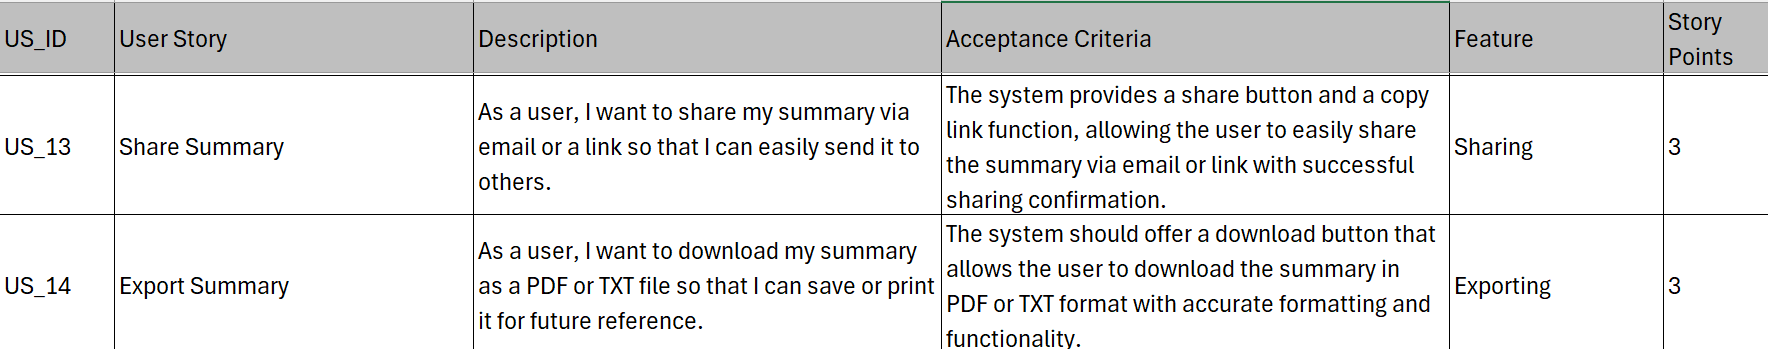 US_ID
User Story
Description
Acceptance Criteria
Feature
Story
Points
US_13
Share Summary
As a user, I want to share my summary via
email or a link so that I can easily send it to
others.
The system provides a share button and a copy
link function, allowing the user to easily share
the summary via email or link with successful
sharing confirmation.
Sharing
3
US_14
Export Summary
As a user, I want to download my summary
as a PDF or TXT file so that I can save or print
it for future reference.
The system should offer a download button that
allows the user to download the summary in
PDF or TXT format with accurate formatting and
functionality.
Exporting
3